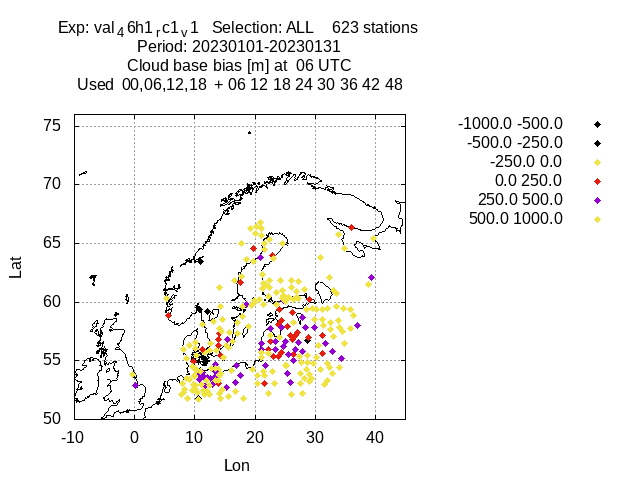 Exp: val4 6h1rc1v1 Selection: ALL 623 stations
Period: 20230101-20230131
Cloud base bias [m] at 06 UTC
Used 00,06,12,18 + 06 12 18 24 30 36 42 48
-1000.0 -500.0
-500.0 -250.0
-250.0 0.0
0.0 250.0
250.0 500.0
500.0 1000.0
75
70
65
60
55
50
Lat
-10 0 10 20 30 40
Lon